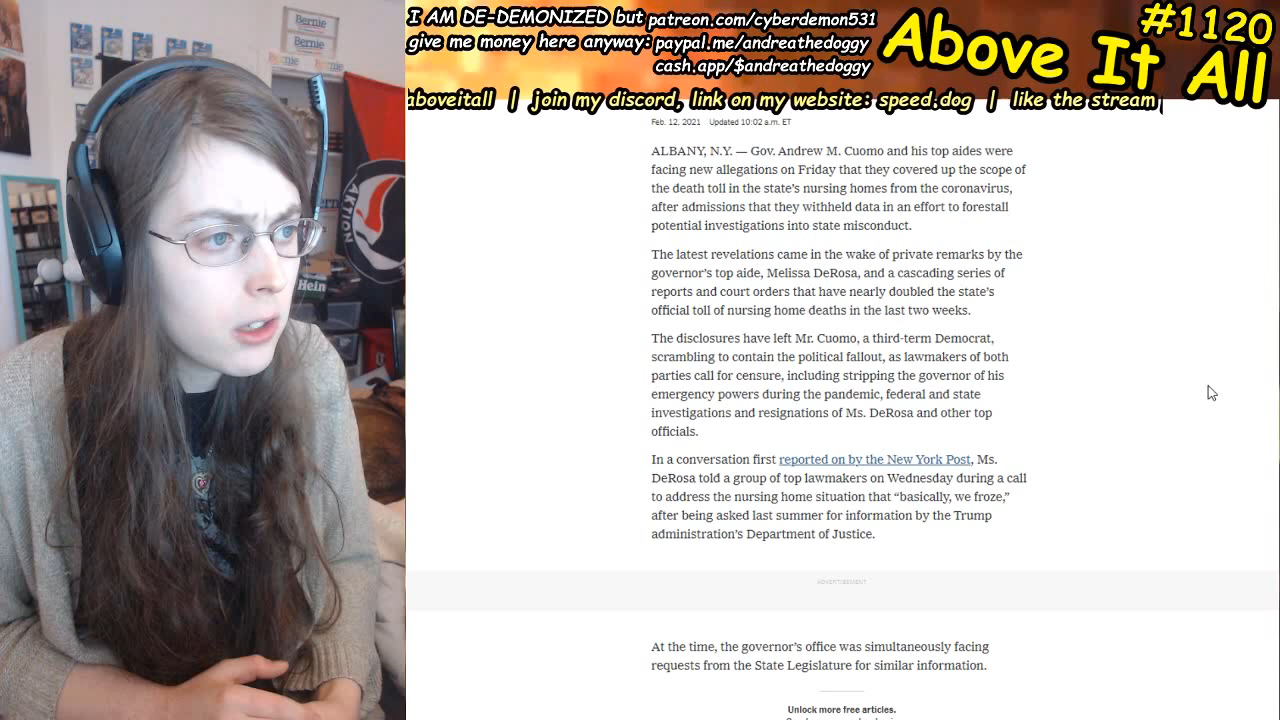 I AM DE-DEMONIZED but patreon.com/cyberdemon531
give me money here anyway: paypal.me/andreathedoggy
cash.app/$andreathedoggy
Above It All
#1120
aboveitall | join my discord, link on my website: speed.dog | like the stream
Bernie
Bernie
AKTION
Hein
Feb. 12, 2021 Updated 10:02 a.m. ET
ALBANY, N.Y. — Gov. Andrew M. Cuomo and his top aides were
facing new allegations on Friday that they covered up the scope of
the death toll in the state’s nursing homes from the coronavirus,
after admissions that they withheld data in an effort to forestall
potential investigations into state misconduct.
The latest revelations came in the wake of private remarks by the
governor’s top aide, Melissa DeRosa, and a cascading series of
reports and court orders that have nearly doubled the state’s
official toll of nursing home deaths in the last two weeks.
The disclosures have left Mr. Cuomo, a third-term Democrat,
scrambling to contain the political fallout, as lawmakers of both
parties call for censure, including stripping the governor of his
emergency powers during the pandemic, federal and state
investigations and resignations of Ms. DeRosa and other top
officials.
In a conversation first reported on by the New York Post, Ms.
DeRosa told a group of top lawmakers on Wednesday during a call
to address the nursing home situation that “basically, we froze,”
after being asked last summer for information by the Trump
administration’s Department of Justice.
ADVERTISEMENT
At the time, the governor’s office was simultaneously facing
requests from the State Legislature for similar information.
Unlock more free articles.